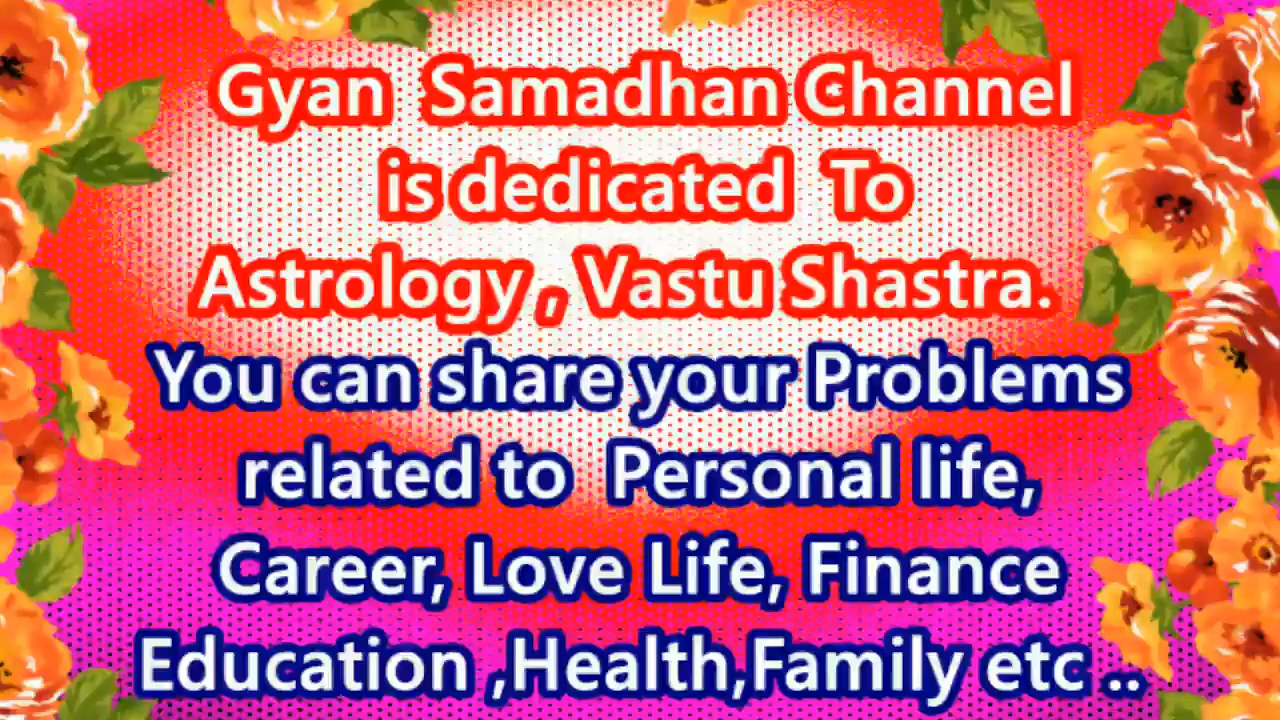 Gyan Samadhan Channel
is dedicated To
Astrology , Vastu Shastra.
You can share your Problems
related to Personal life,
Career, Love Life, Finance
Education ,Health,Family etc ..